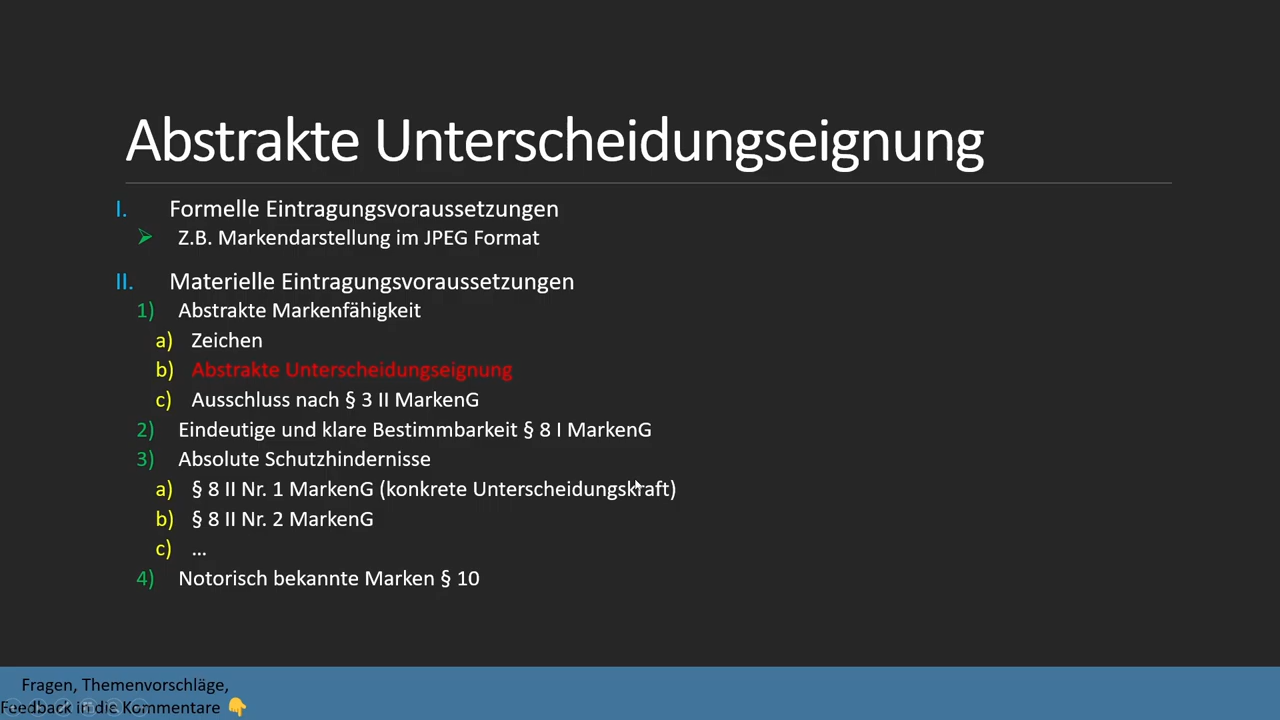 Abstrakte Unterscheidungseignung
I. Formelle Eintragungsvoraussetzungen
Z.B. Markendarstellung im JPEG Format
II. Materielle Eintragungsvoraussetzungen
1) Abstrakte Markenfähigkeit
a) Zeichen
b) Abstrakte Unterscheidungseignung
c) Ausschluss nach § 3 II MarkenG
2) Eindeutige und klare Bestimmbarkeit § 8 I MarkenG
3) Absolute Schutzhindernisse
a) § 8 II Nr. 1 MarkenG (konkrete Unterscheidungskraft)
b) § 8 II Nr. 2 MarkenG
c) ...
4) Notorisch bekannte Marken § 10
Fragen, Themenvorschläge,
Feedback in die Kommentare 👇